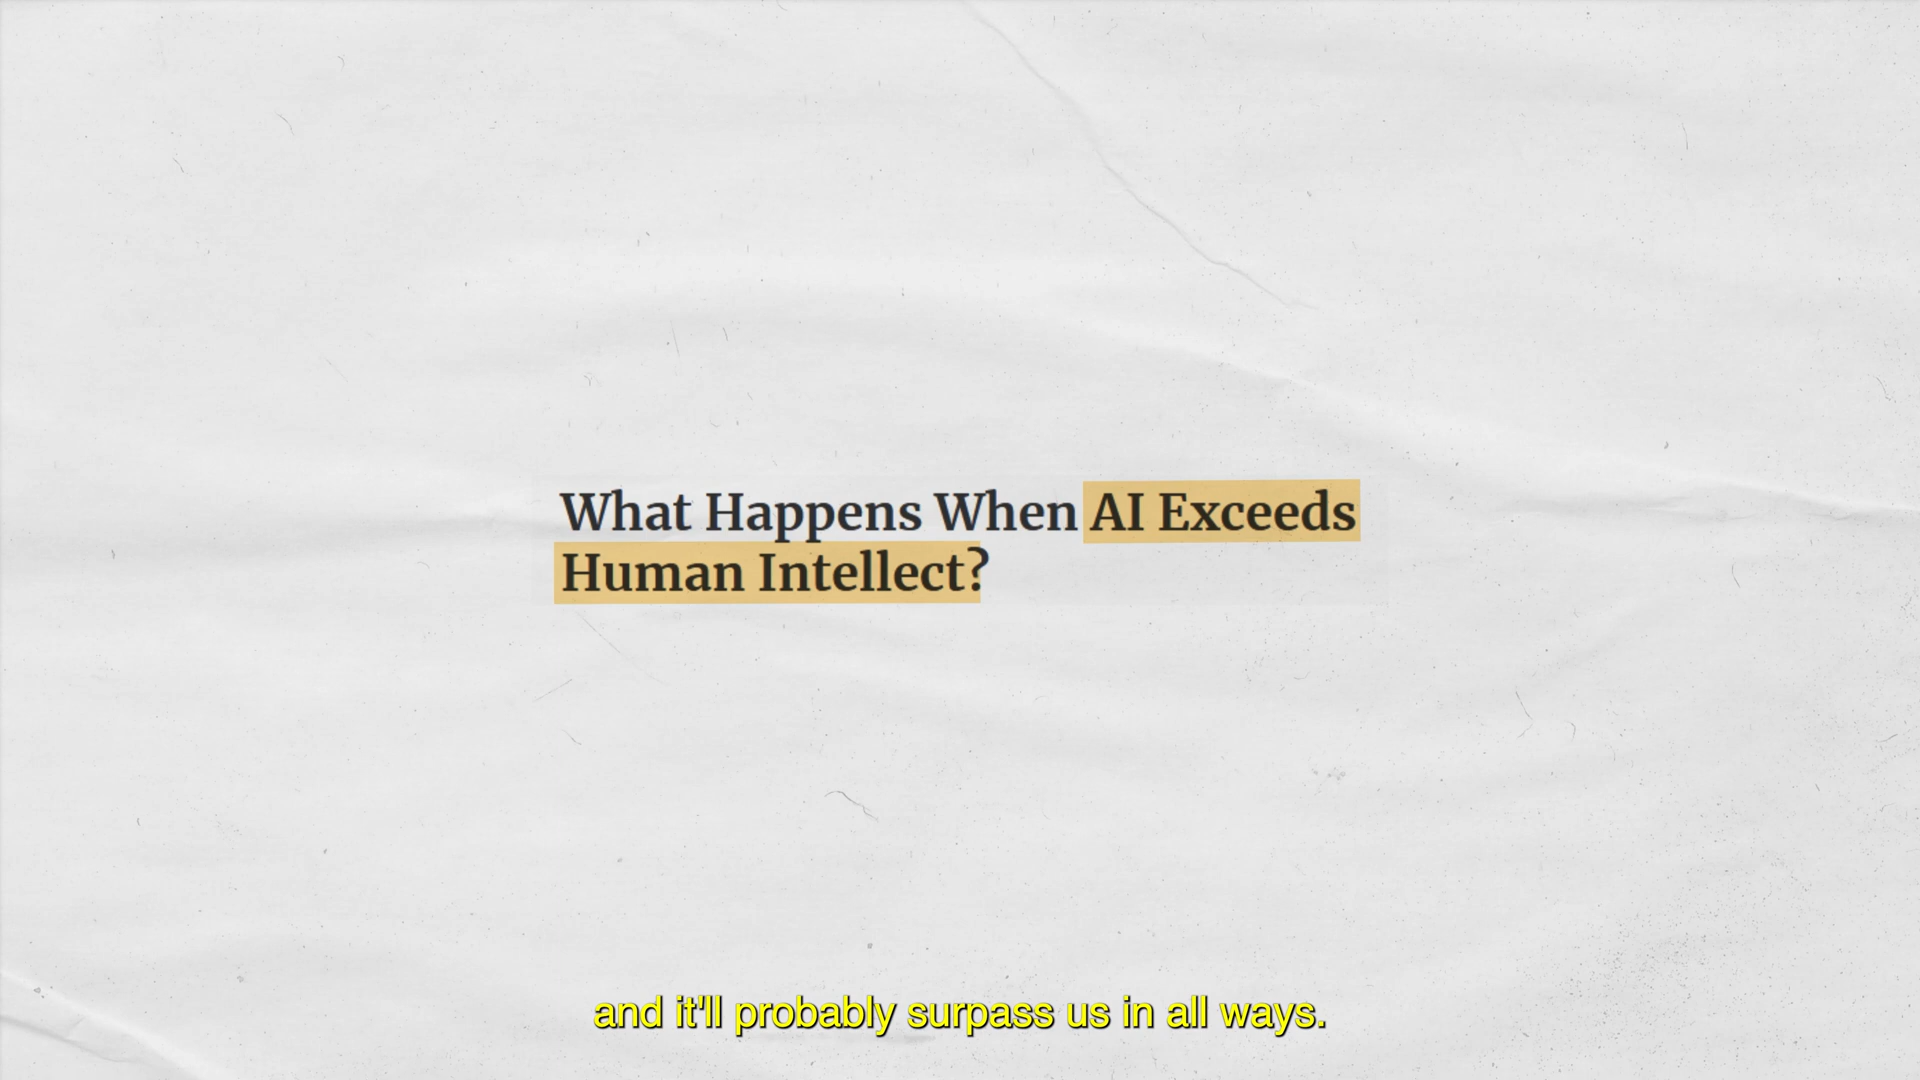 What Happens When AI Exceeds
Human Intellect?
and it'll probably surpass us in all ways.